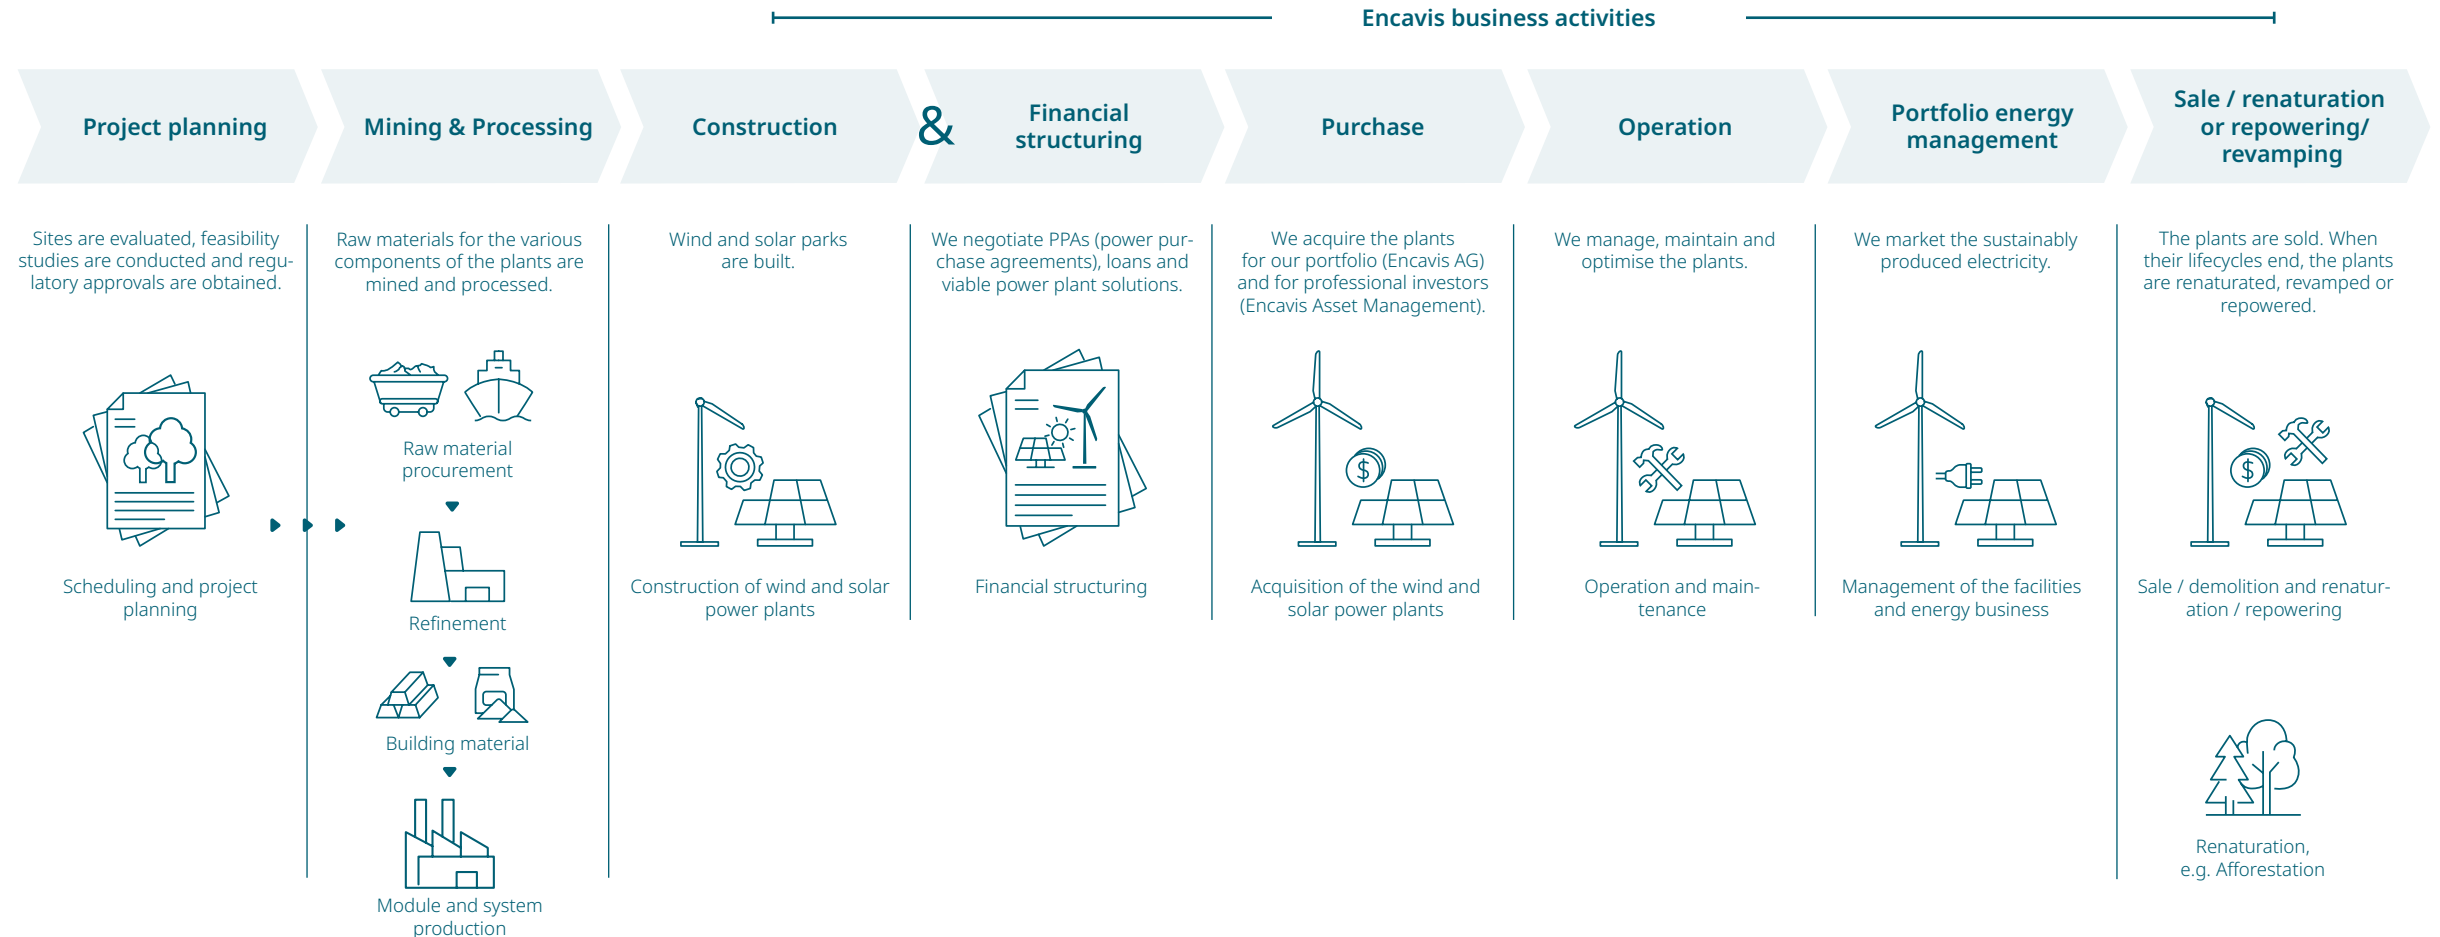 Encavis business activities
Project planning
Mining & Processing
Construction
&
Financial
structuring
Purchase
Operation
Portfolio energy
management
Sale / renaturation
or repowering/
revamping
Sites are evaluated, feasibility
studies are conducted and regu-
latory approvals are obtained.
Scheduling and project
planning
Raw materials for the various
components of the plants are
mined and processed.
Raw material
procurement
Refinement
Building material
Module and system
production
Wind and solar parks
are built.
Construction of wind and solar
power plants
We negotiate PPAs (power pur-
chase agreements), loans and
viable power plant solutions.
Financial structuring
We acquire the plants
for our portfolio (Encavis AG)
and for professional investors
(Encavis Asset Management).
$
Acquisition of the wind and
solar power plants
We manage, maintain and
optimise the plants.
Operation and main-
tenance
We market the sustainably
produced electricity.
Management of the facilities
and energy business
The plants are sold. When
their lifecycles end, the plants
are renaturated, revamped or
repowered.
$
Sale / demolition and renatur-
ation / repowering
Renaturation,
e.g. Afforestation